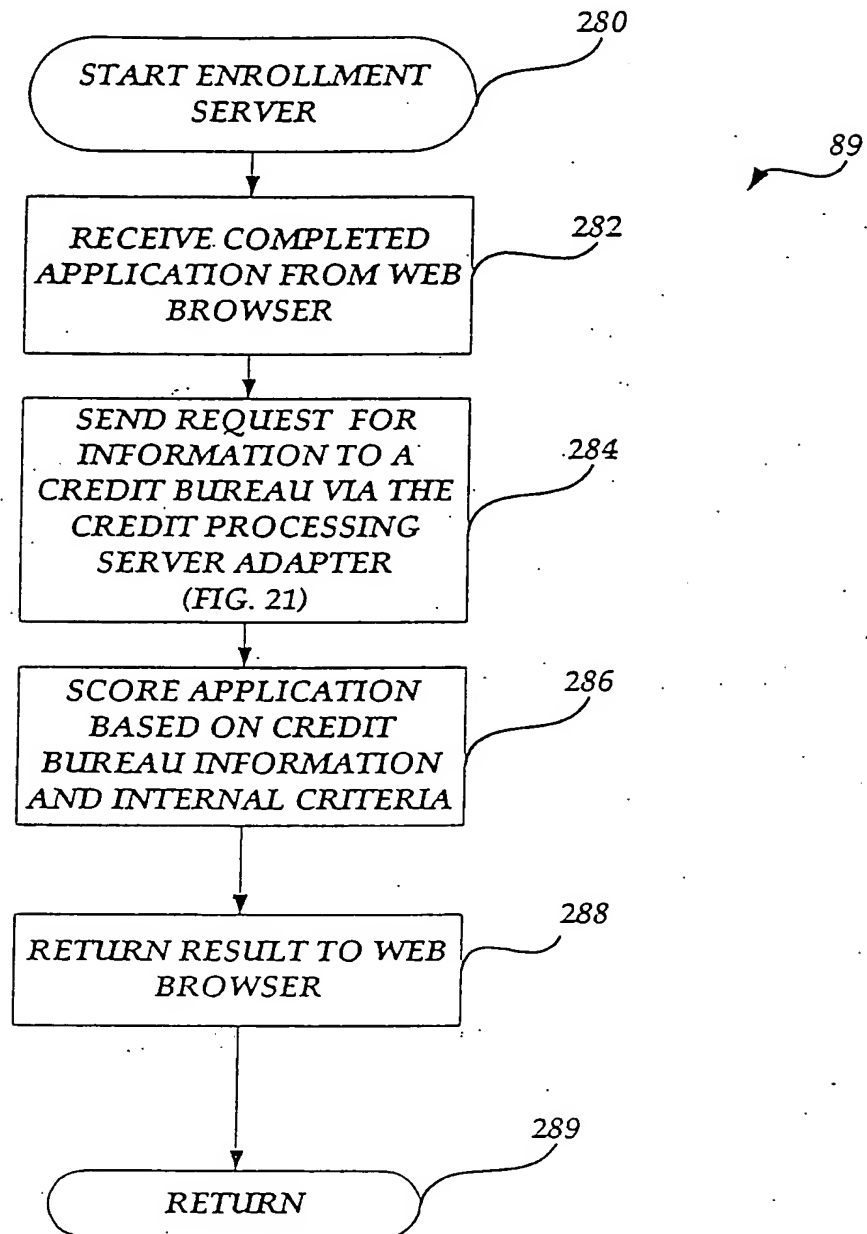 280
START ENROLLMENT
SERVER
89
282
RECEIVE COMPLETED
APPLICATION FROM WEB
BROWSER
SEND REQUEST FOR
INFORMATION TO A
CREDIT BUREAU VIA THE
CREDIT PROCESSING
SERVER ADAPTER
(FIG. 21)
284
SCORE APPLICATION
BASED ON CREDIT
BUREAU INFORMATION
AND INTERNAL CRITERIA
286
RETURN RESULT TO WEB
BROWSER
288
289
RETURN